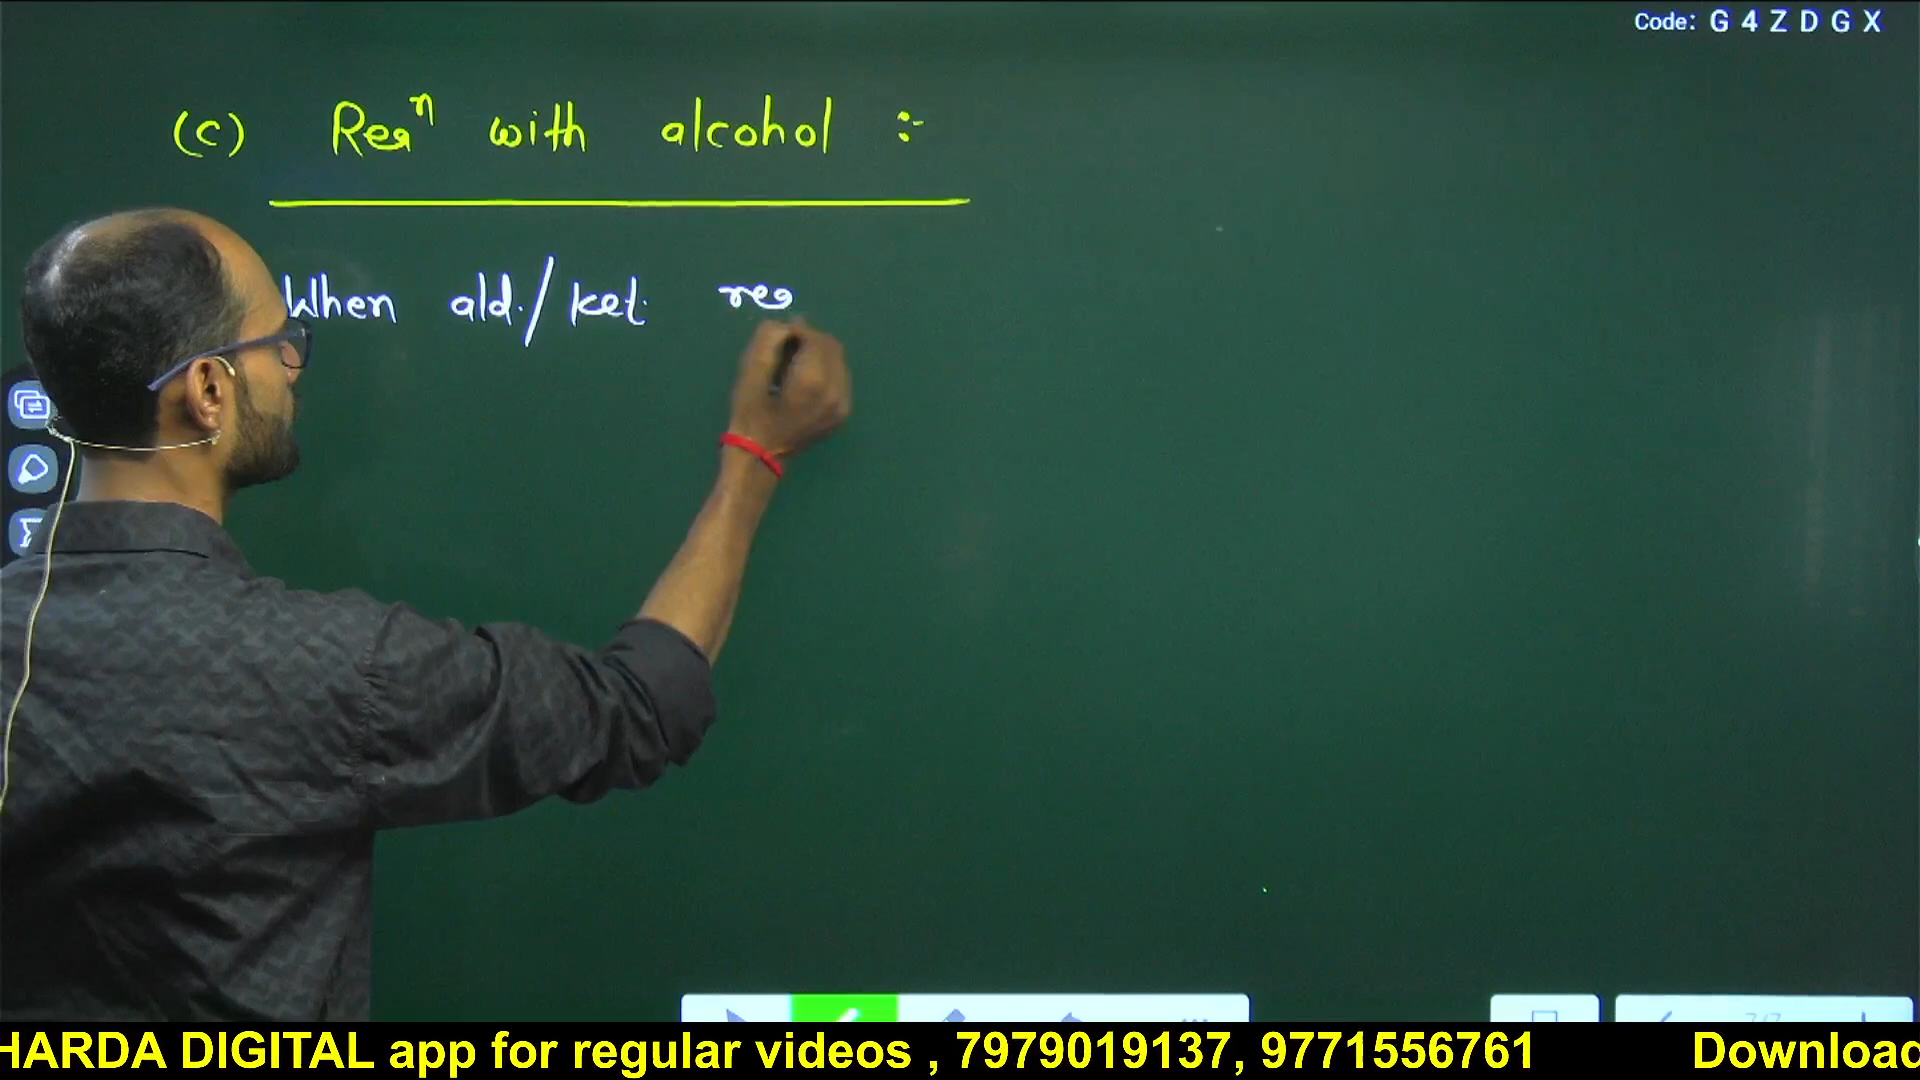 Code: G 4 Z D G X
(C) Reaⁿ with alcohol :-
When ald./ket. rea
HARDA DIGITAL app for regular videos , 7979019137, 9771556761 Download